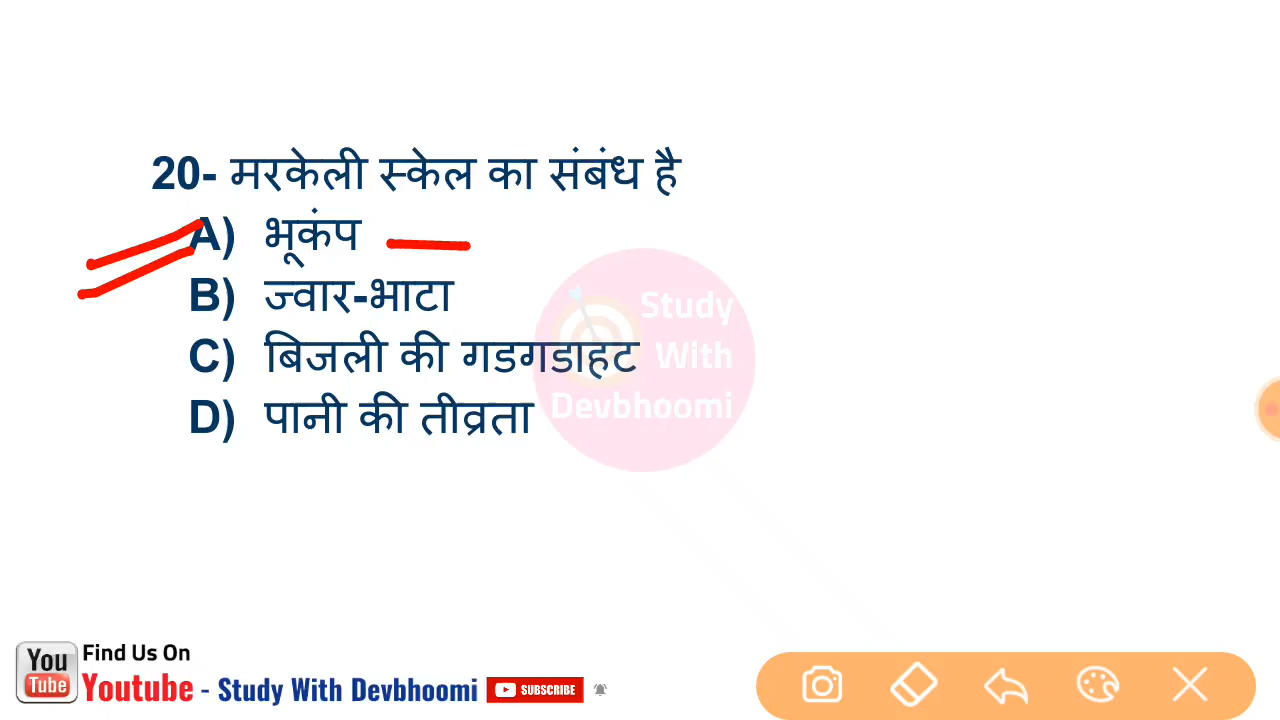 20- मरकेली स्केल का संबंध है
A) भूकंप
B) ज्वार-भाटा
C) बिजली की गडगडाहट
D) पानी की तीव्रता
Study
With
Devbhoomi
You
Tube
Find Us On
Youtube - Study With Devbhoomi SUBSCRIBE